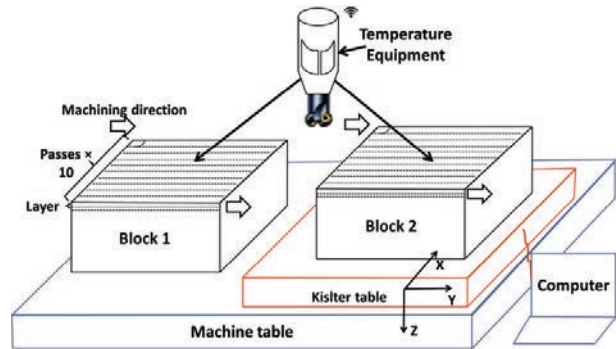 Temperature
Equipment
Machining direction
Passes ×
10
Layer
Block 1
Block 2
X
Y
Z
Kislter table
Computer
Machine table